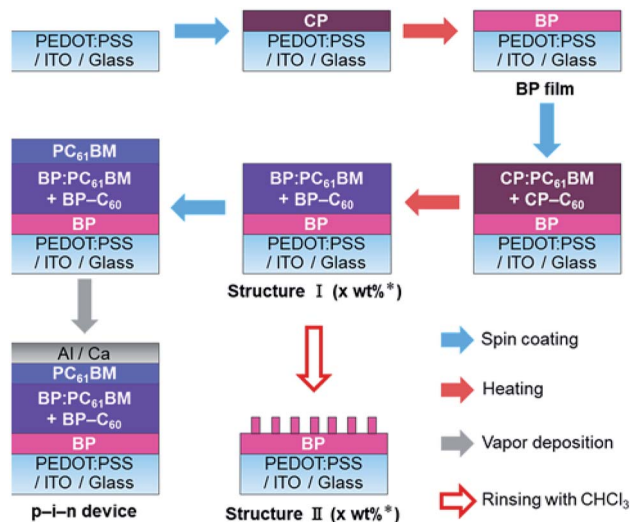 PEDOT:PSS
/ ITO / Glass
CP
PEDOT:PSS
/ ITO / Glass
BP
PEDOT:PSS
/ ITO / Glass
BP film
PC₆₁BM
BP:PC₆₁BM
+ BP–C₆₀
BP
PEDOT:PSS
/ ITO / Glass
BP:PC₆₁BM
+ BP–C₆₀
BP
PEDOT:PSS
/ ITO / Glass
Structure Ⅰ (x wt%*)
CP:PC₆₁BM
+ CP–C₆₀
BP
PEDOT:PSS
/ ITO / Glass
Al / Ca
PC₆₁BM
BP:PC₆₁BM
+ BP–C₆₀
BP
PEDOT:PSS
/ ITO / Glass
p–i–n device
BP
PEDOT:PSS
/ ITO / Glass
Structure Ⅱ (x wt%*)
Spin coating
Heating
Vapor deposition
Rinsing with CHCl₃